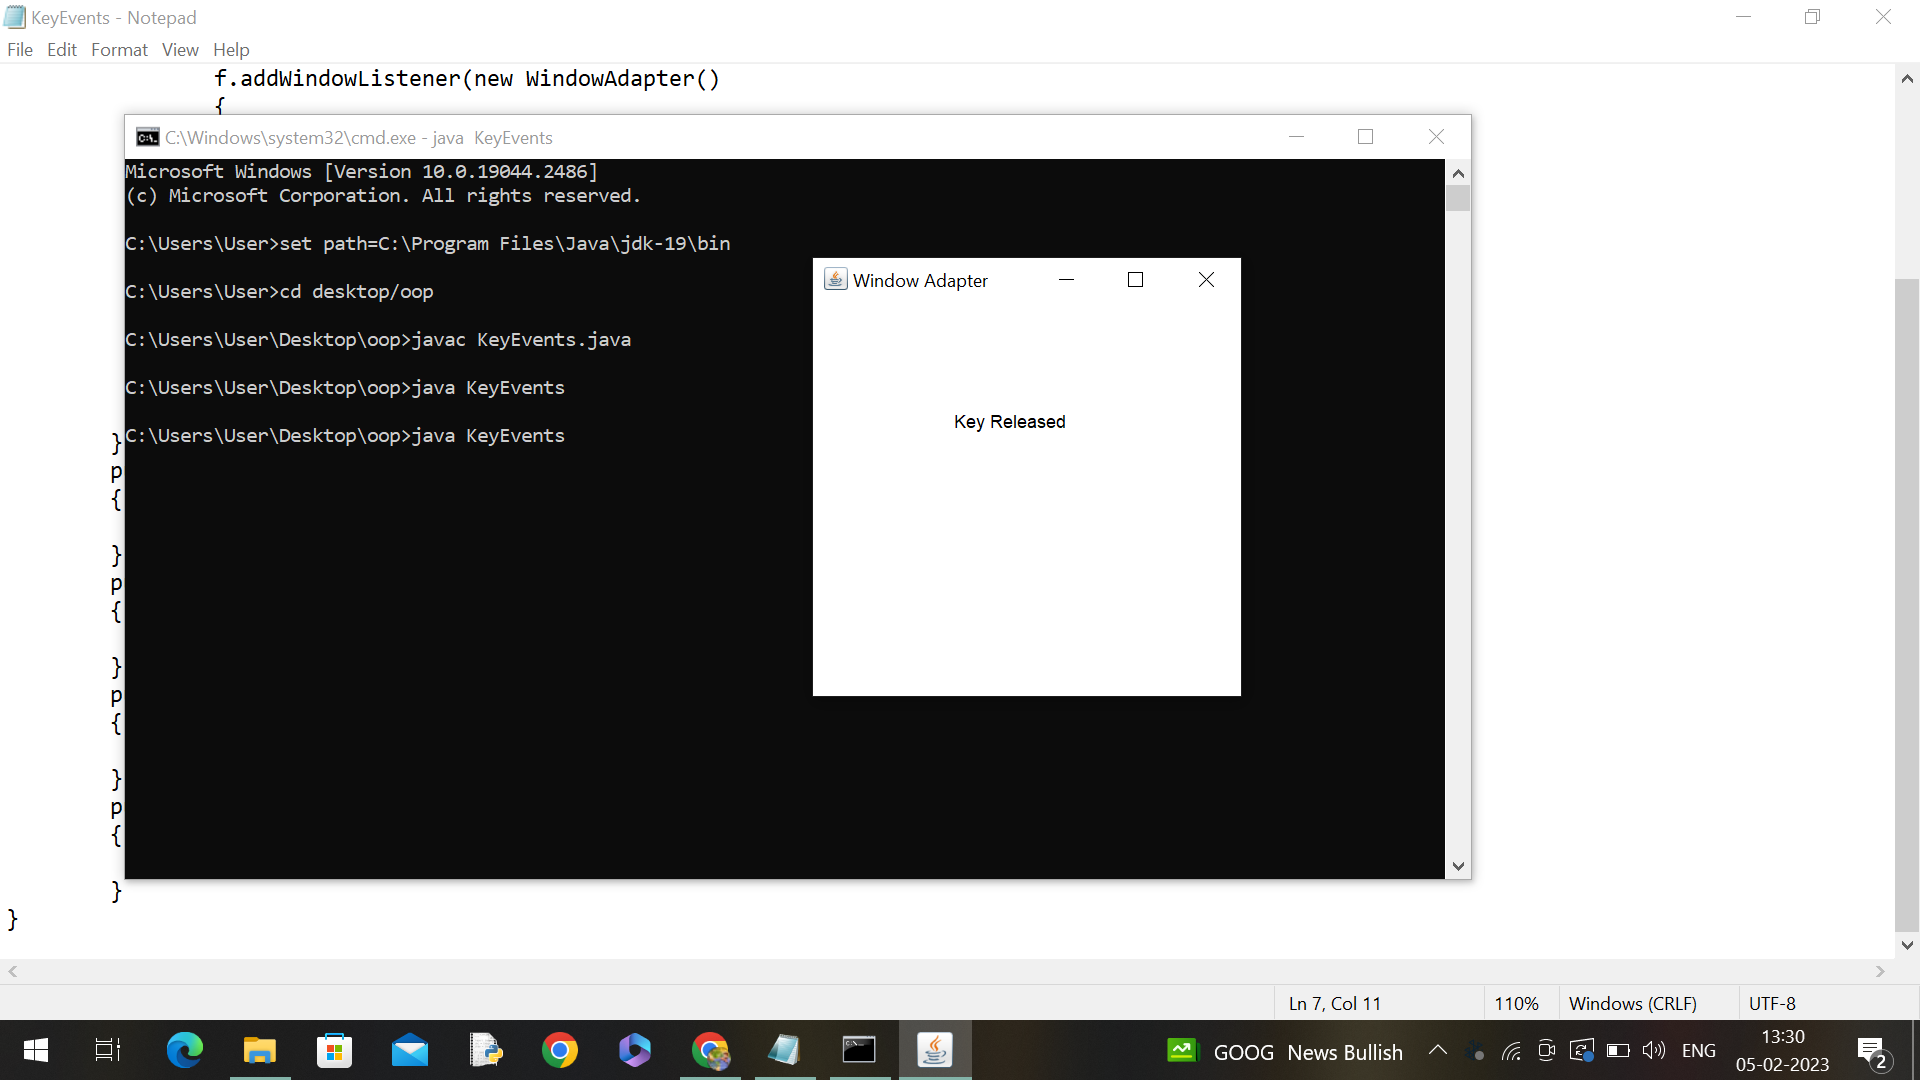 KeyEvents - Notepad
File Edit Format View Help
f.addWindowListener(new WindowAdapter()
{
C:\Windows\system32\cmd.exe - java  KeyEvents
Microsoft Windows [Version 10.0.19044.2486]
(c) Microsoft Corporation. All rights reserved.
C:\Users\User>set path=C:\Program Files\Java\jdk-19\bin
C:\Users\User>cd desktop/oop
C:\Users\User\Desktop\oop>javac KeyEvents.java
C:\Users\User\Desktop\oop>java KeyEvents
C:\Users\User\Desktop\oop>java KeyEvents
Window Adapter
Key Released
}
p
{
}
p
{
}
p
{
}
p
{
}
}
Ln 7, Col 11 110% Windows (CRLF) UTF-8
GOOG News Bullish ENG 13:30
05-02-2023 2